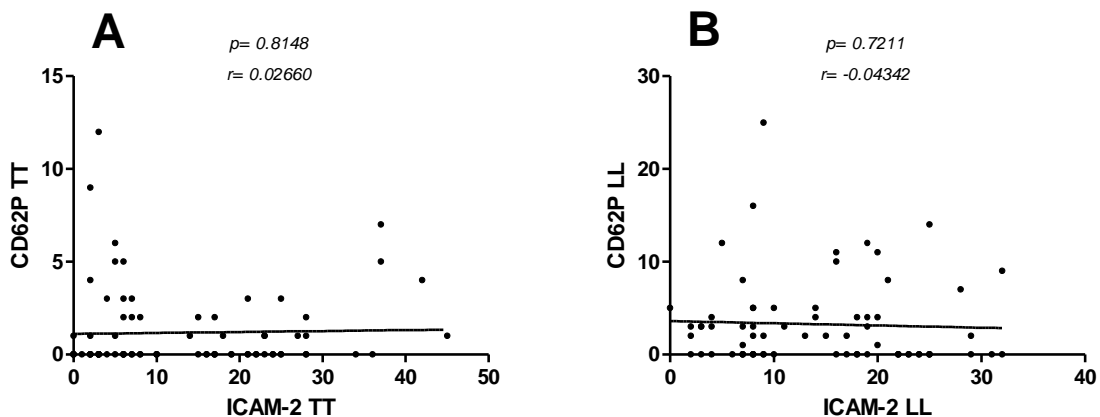 A
p= 0.8148
r= 0.02660
15
10
5
0
CD62P TT
0 10 20 30 40 50
ICAM-2 TT
B
p= 0.7211
r= -0.04342
30
20
10
0
CD62P LL
0 10 20 30 40
ICAM-2 LL